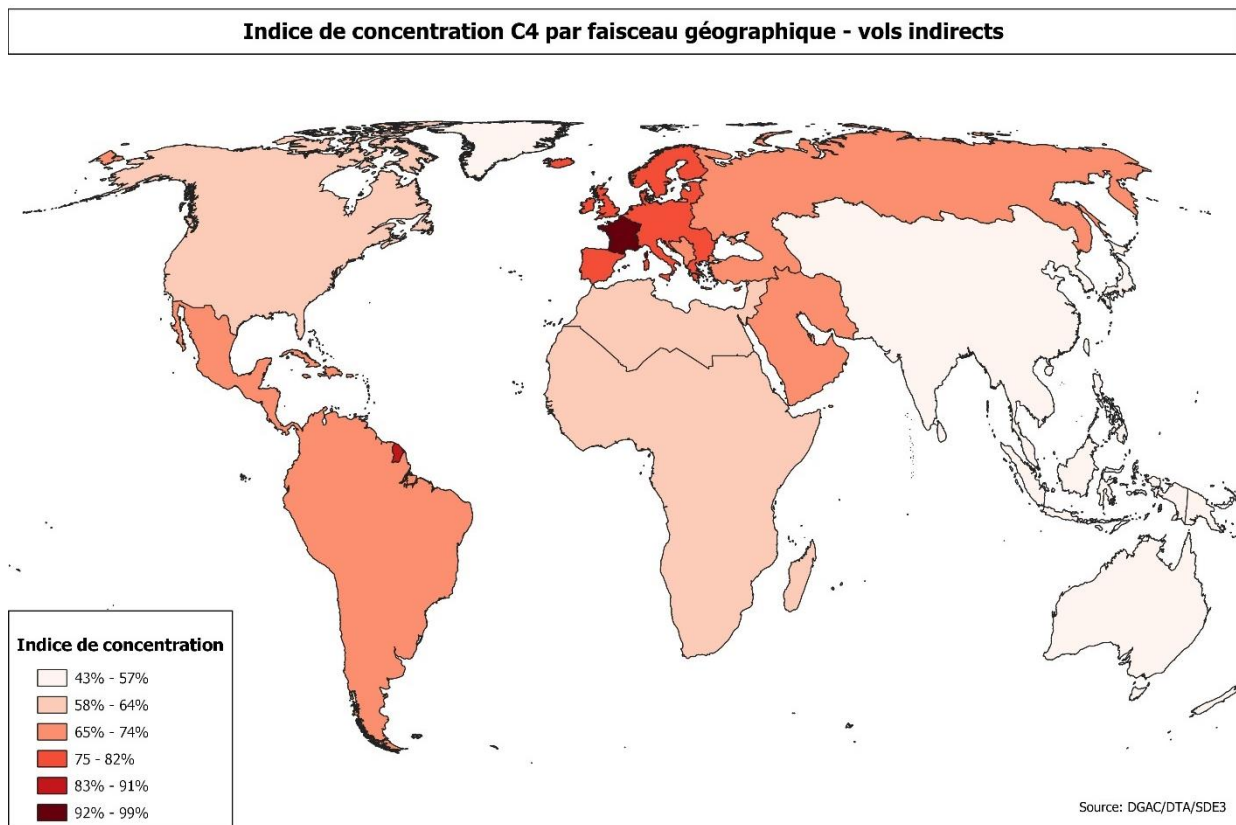 Indice de concentration C4 par faisceau géographique - vols indirects
Indice de concentration
43% - 57%
58% - 64%
65% - 74%
75 - 82%
83% - 91%
92% - 99%
Source: DGAC/DTA/SDE3